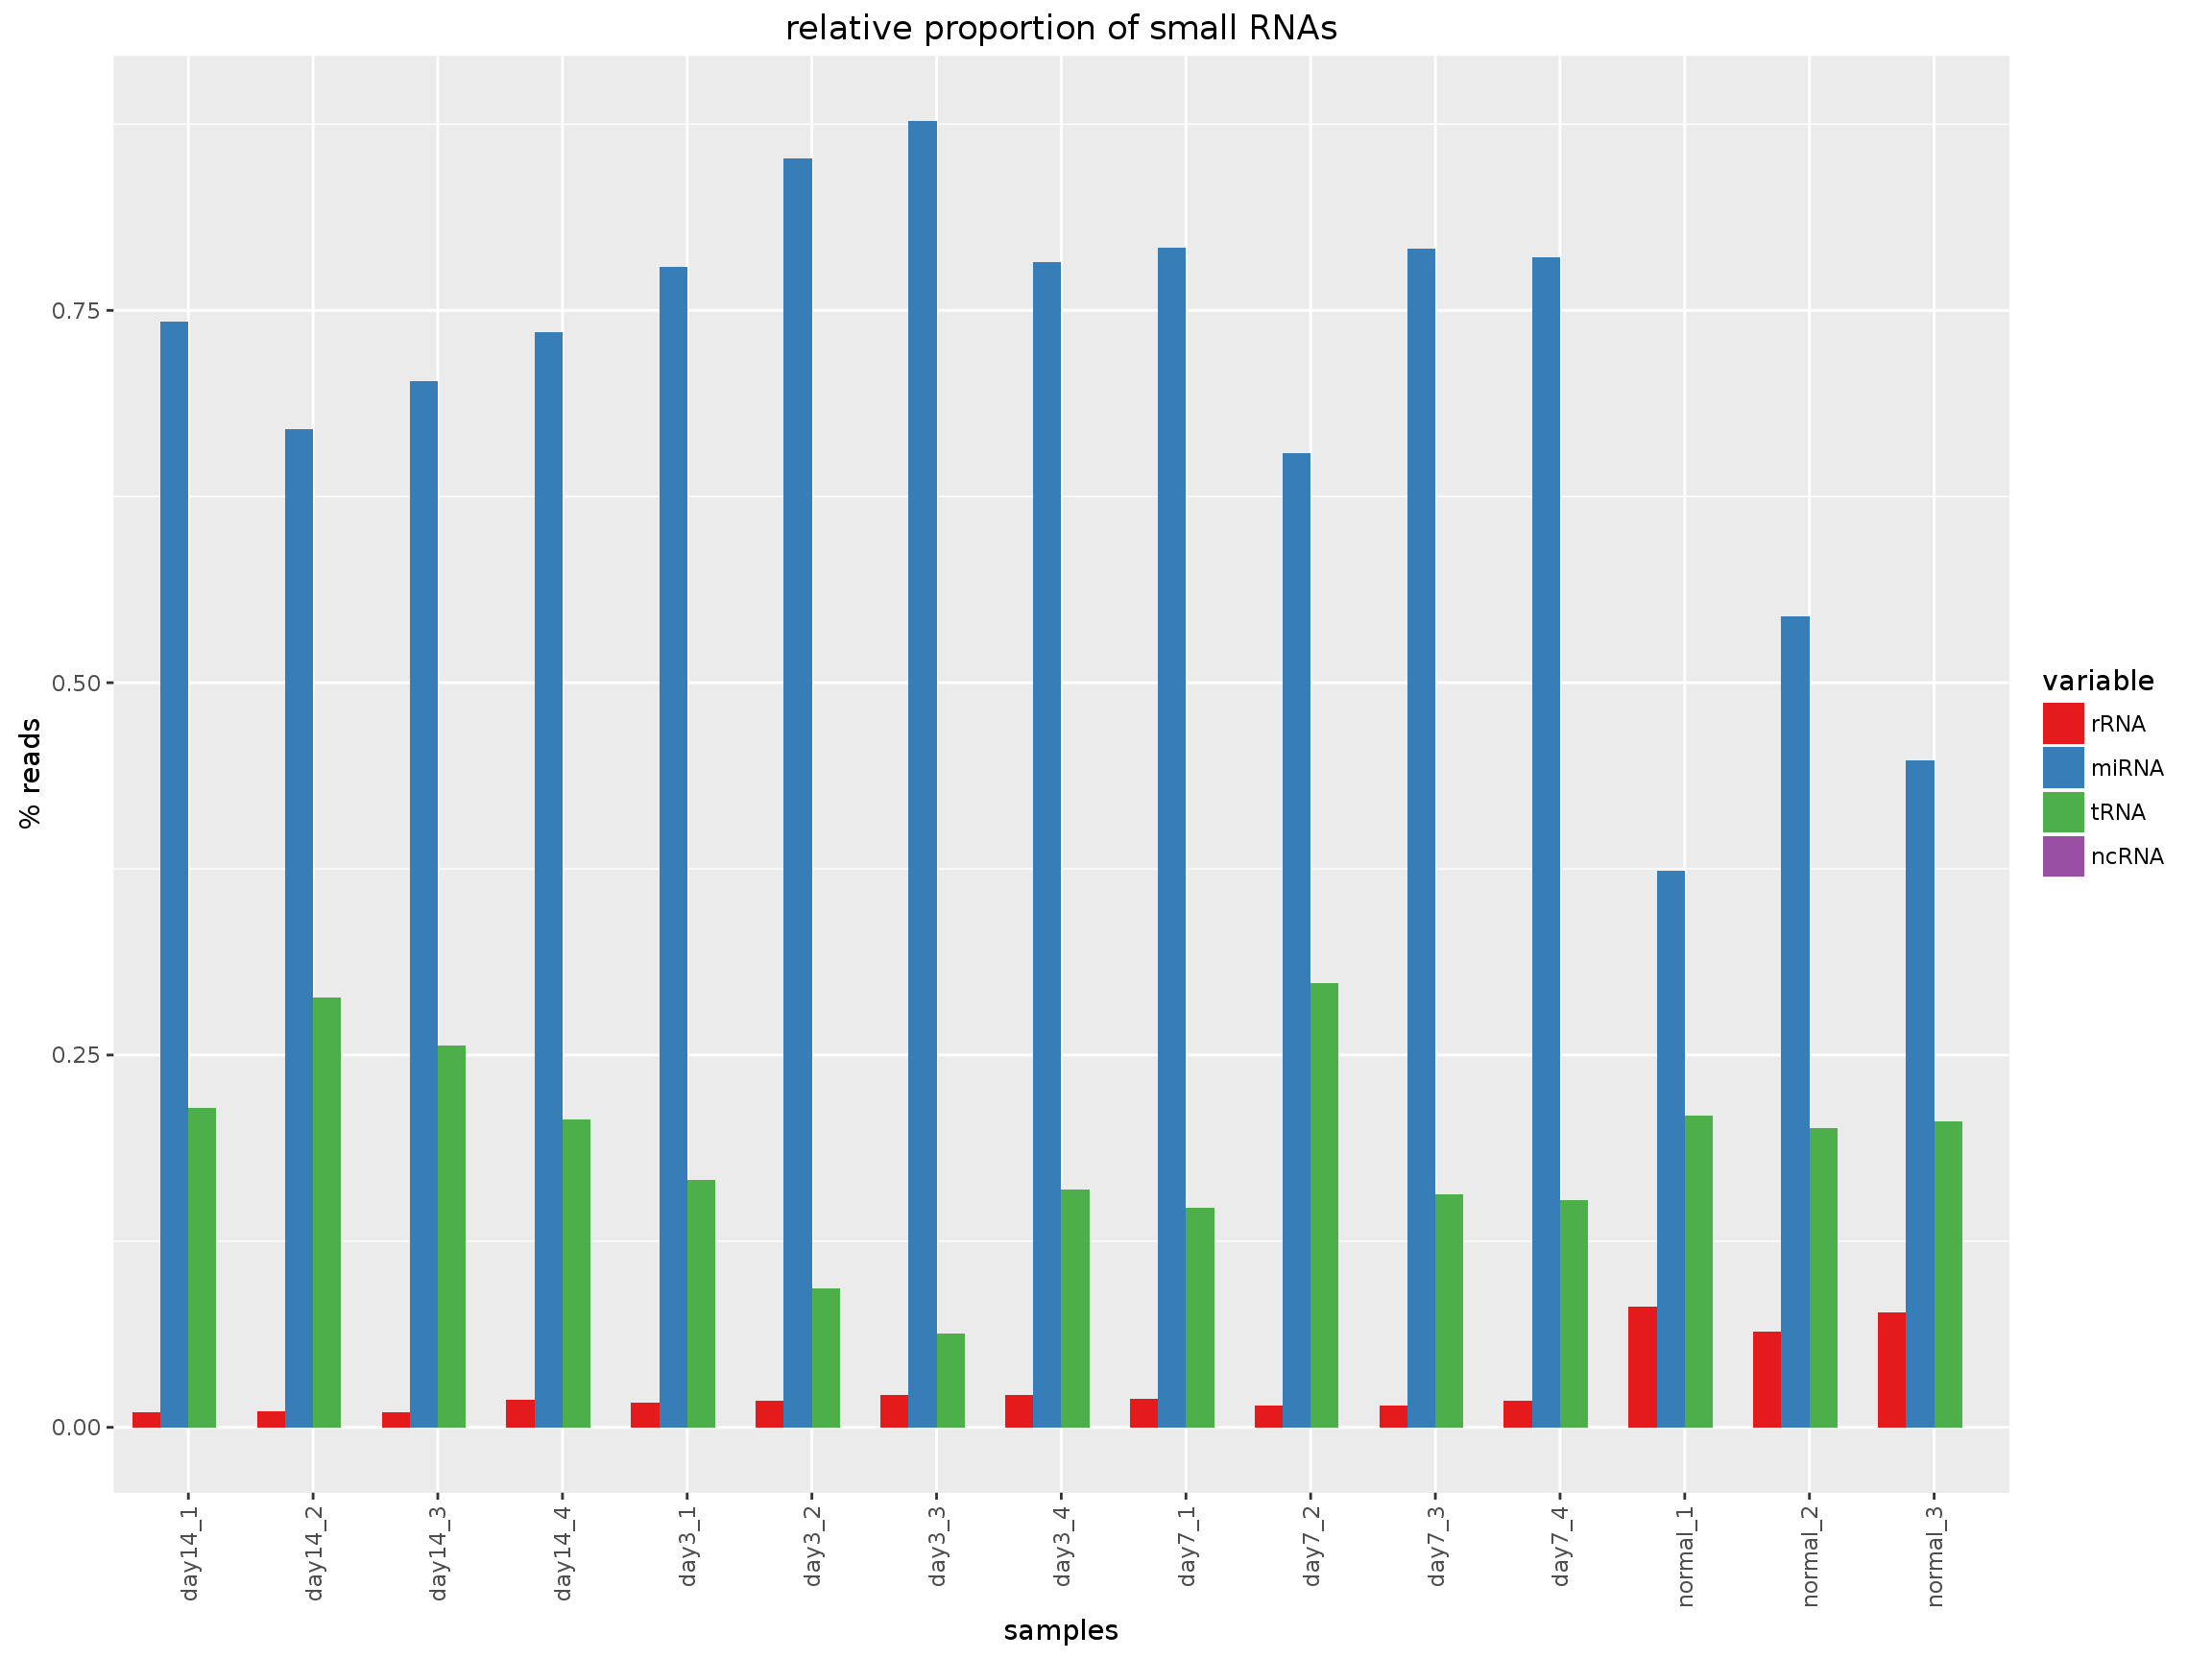 relative proportion of small RNAs
% reads
0.75
0.50
0.25
0.00
day14_1
day14_2
day14_3
day14_4
day3_1
day3_2
day3_3
day3_4
day7_1
day7_2
day7_3
day7_4
normal_1
normal_2
normal_3
samples
variable
rRNA
miRNA
tRNA
ncRNA